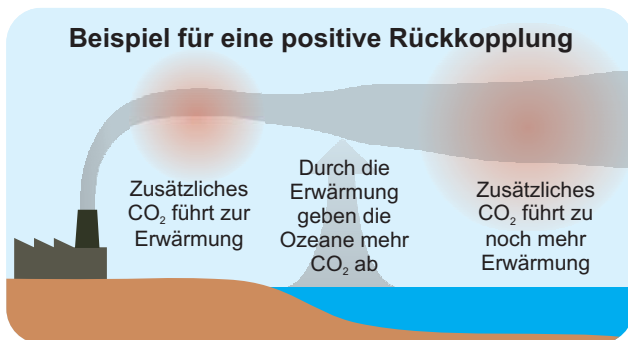 Beispiel für eine positive Rückkopplung
Zusätzliches
CO₂ führt zur
Erwärmung
Durch die
Erwärmung
geben die
Ozeane mehr
CO₂ ab
Zusätzliches
CO₂ führt zu
noch mehr
Erwärmung